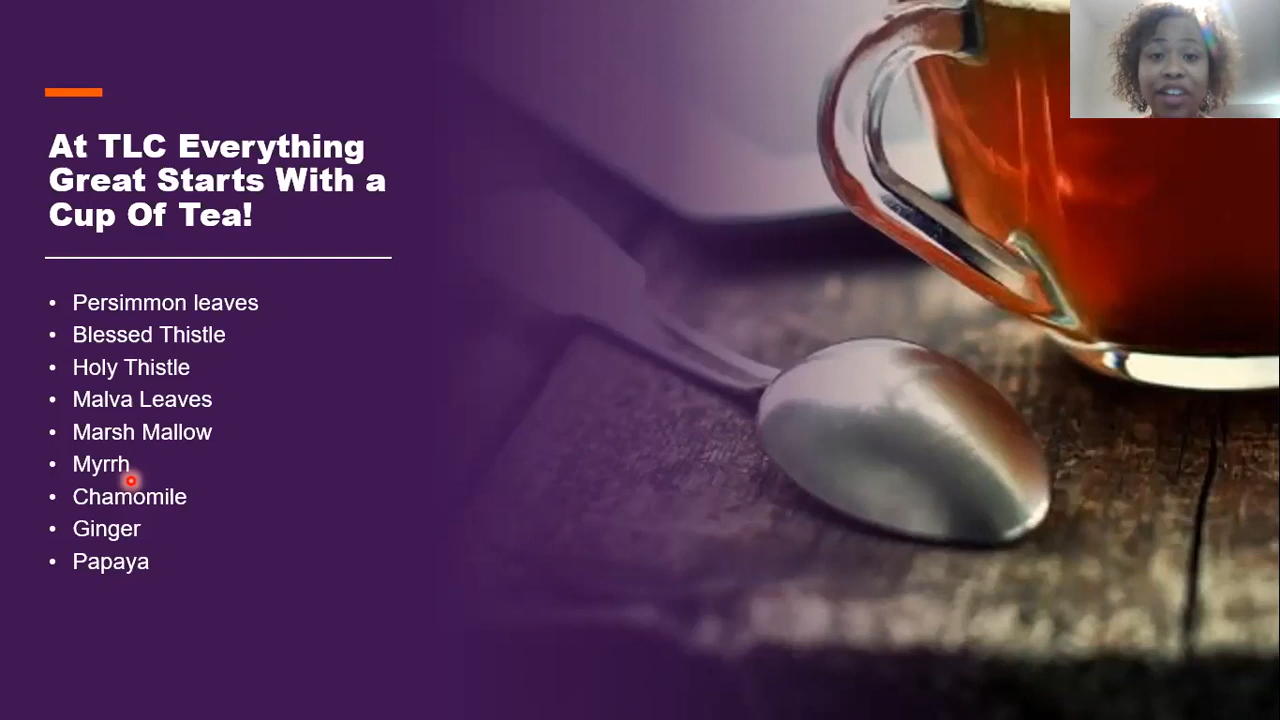 At TLC Everything
Great Starts With a
Cup Of Tea!
• Persimmon leaves
• Blessed Thistle
• Holy Thistle
• Malva Leaves
• Marsh Mallow
• Myrrh
• Chamomile
• Ginger
• Papaya